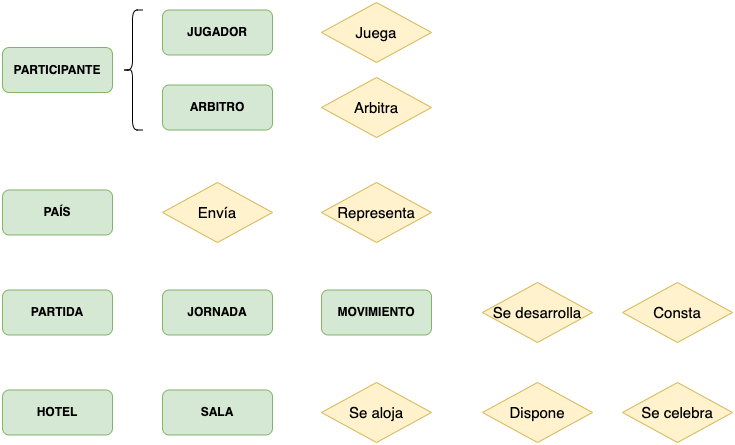 JUGADOR
Juega
PARTICIPANTE
ARBITRO
Arbitra
PAÍS
Envía
Representa
PARTIDA
JORNADA
MOVIMIENTO
Se desarrolla
Consta
HOTEL
SALA
Se aloja
Dispone
Se celebra